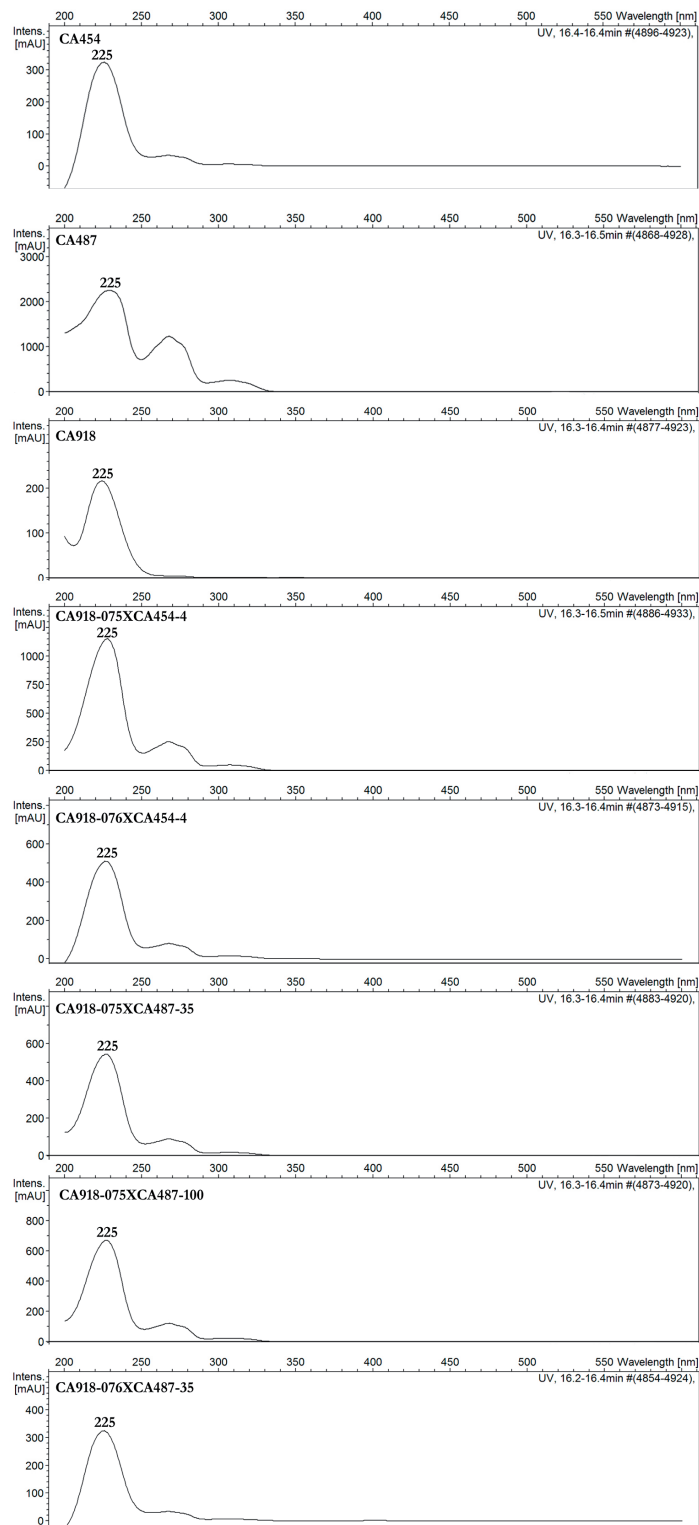 200 250 300 350 400 450 500 550 Wavelength [nm]
Intens.
[mAU]
CA454
UV, 16.4-16.4min #(4896-4923),
225
300
200
100
0
200 250 300 350 400 450 500 550 Wavelength [nm]
Intens.
[mAU]
CA487
UV, 16.3-16.5min #(4868-4928),
3000
225
2000
1000
0
200 250 300 350 400 450 500 550 Wavelength [nm]
Intens.
[mAU]
CA918
UV, 16.3-16.4min #(4877-4923),
225
200
100
0
200 250 300 350 400 450 500 550 Wavelength [nm]
Intens.
[mAU]
CA918-075XCA454-4
UV, 16.3-16.5min #(4886-4933),
225
1000
750
500
250
0
200 250 300 350 400 450 500 550 Wavelength [nm]
Intens.
[mAU]
CA918-076XCA454-4
UV, 16.3-16.4min #(4873-4915),
225
600
400
200
0
200 250 300 350 400 450 500 550 Wavelength [nm]
Intens.
[mAU]
CA918-075XCA487-35
UV, 16.3-16.4min #(4883-4920),
225
600
400
200
0
200 250 300 350 400 450 500 550 Wavelength [nm]
Intens.
[mAU]
CA918-075XCA487-100
UV, 16.3-16.4min #(4873-4920),
225
800
600
400
200
0
200 250 300 350 400 450 500 550 Wavelength [nm]
Intens.
[mAU]
CA918-076XCA487-35
UV, 16.2-16.4min #(4854-4924),
225
400
300
200
100
0